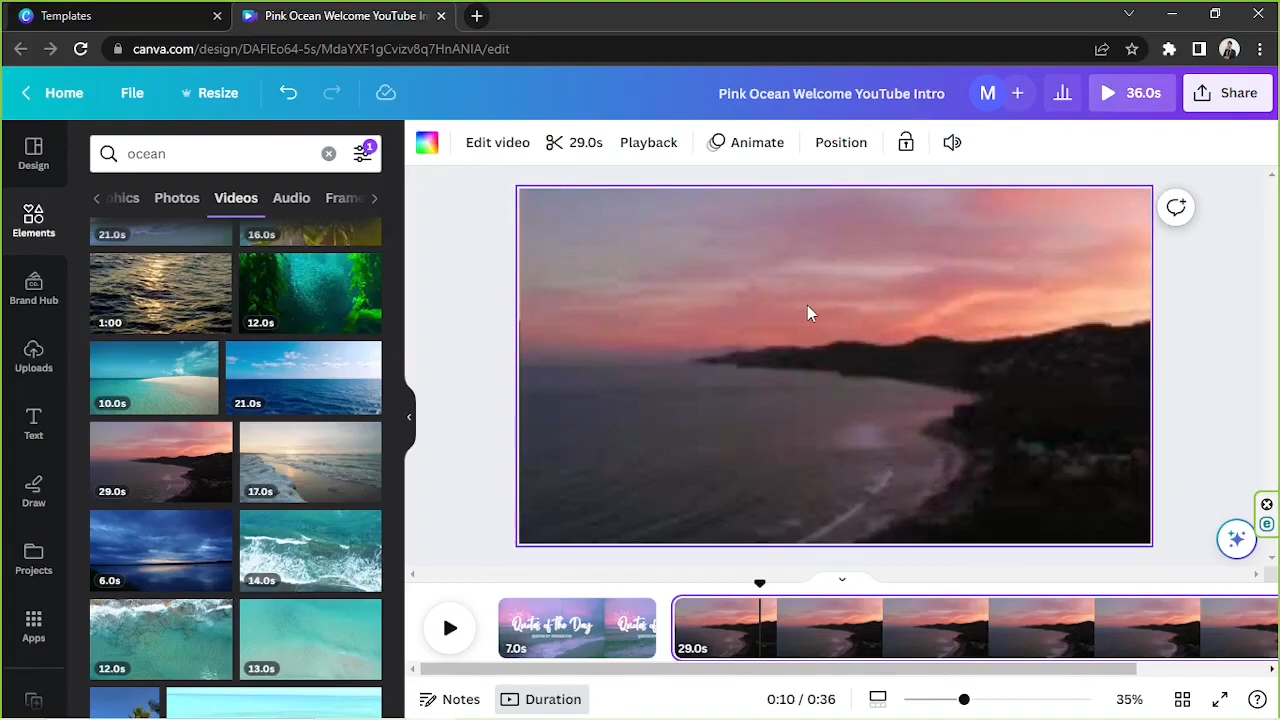 Templates
Pink Ocean Welcome YouTube In
canva.com/design/DAFIEo64-5s/MdaYXF1gCvizv8q7HnANIA/edit
Home
File
Resize
Pink Ocean Welcome YouTube Intro
M
+
36.0s
Share
Design
Elements
Brand Hub
Uploads
Text
Draw
Projects
Apps
ocean
1
phics
Photos
Videos
Audio
Frame
21.0s
16.0s
1:00
12.0s
10.0s
21.0s
29.0s
17.0s
6.0s
14.0s
12.0s
13.0s
Edit video
29.0s
Playback
Animate
Position
Quotes of the Day
7.0s
29.0s
Notes
Duration
0:10 / 0:36
35%